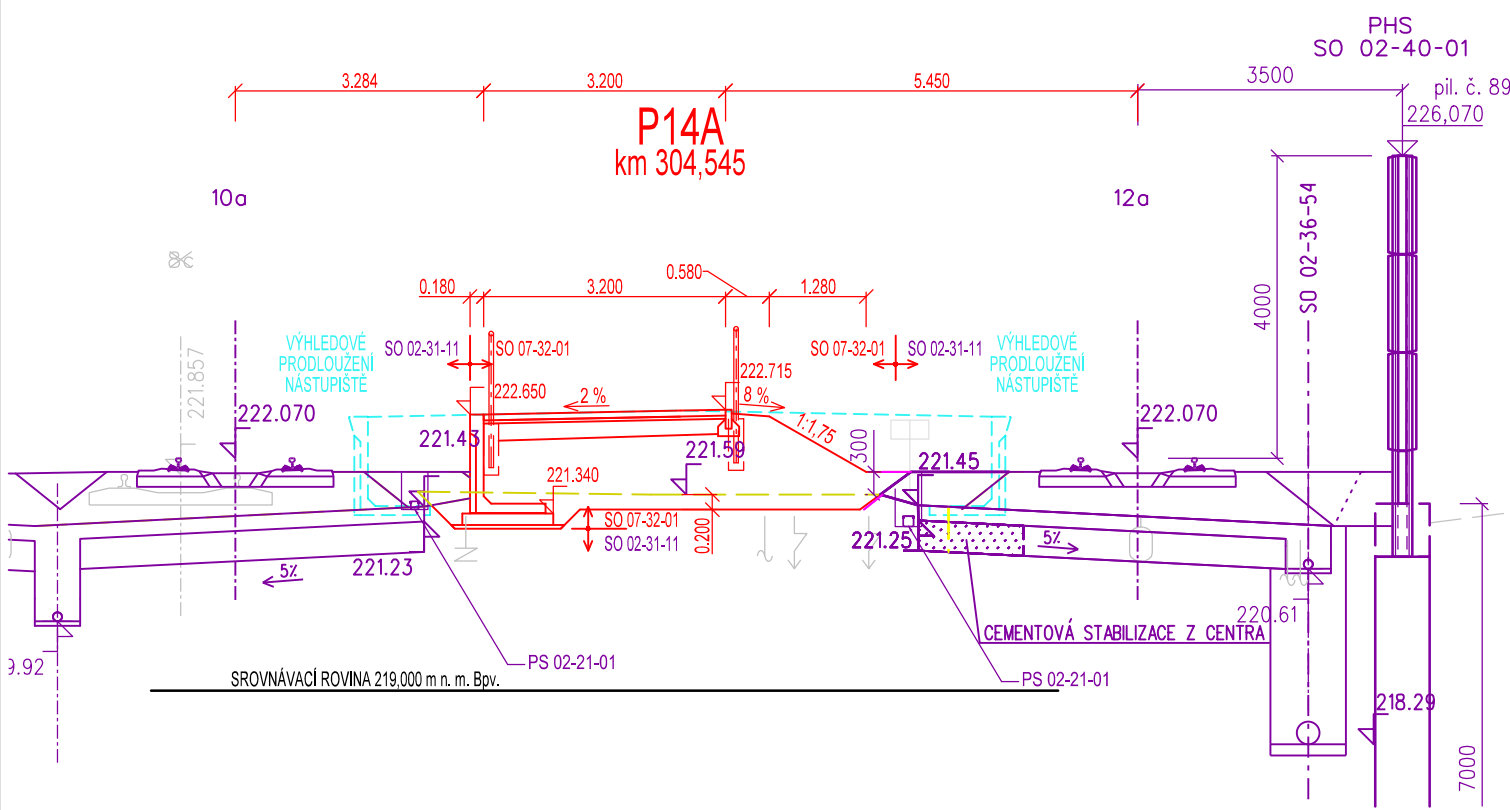 PHS
SO 02-40-01
3.284
3.200
5.450
3500
pil. č. 89
226,070
P14A
km 304,545
10a
12a
SO 02-36-54
4000
0.580
0.180
3.200
1.280
VÝHLEDOVÉ
PRODLOUŽENÍ
NÁSTUPIŠTĚ
SO 02-31-11
SO 07-32-01
SO 07-32-01
SO 02-31-11
VÝHLEDOVÉ
PRODLOUŽENÍ
NÁSTUPIŠTĚ
221.857
222.070
222.650
2 %
222.715
8 %
1:1,75
222.070
221.43
221.59
300
221.45
221.340
SO 07-32-01
SO 02-31-11
0.200
221.25
5%
221.23
5%
220.61
CEMENTOVÁ STABILIZACE Z CENTRA
9.92
PS 02-21-01
PS 02-21-01
SROVNÁVACÍ ROVINA 219,000 m n. m. Bpv.
218.29
7000